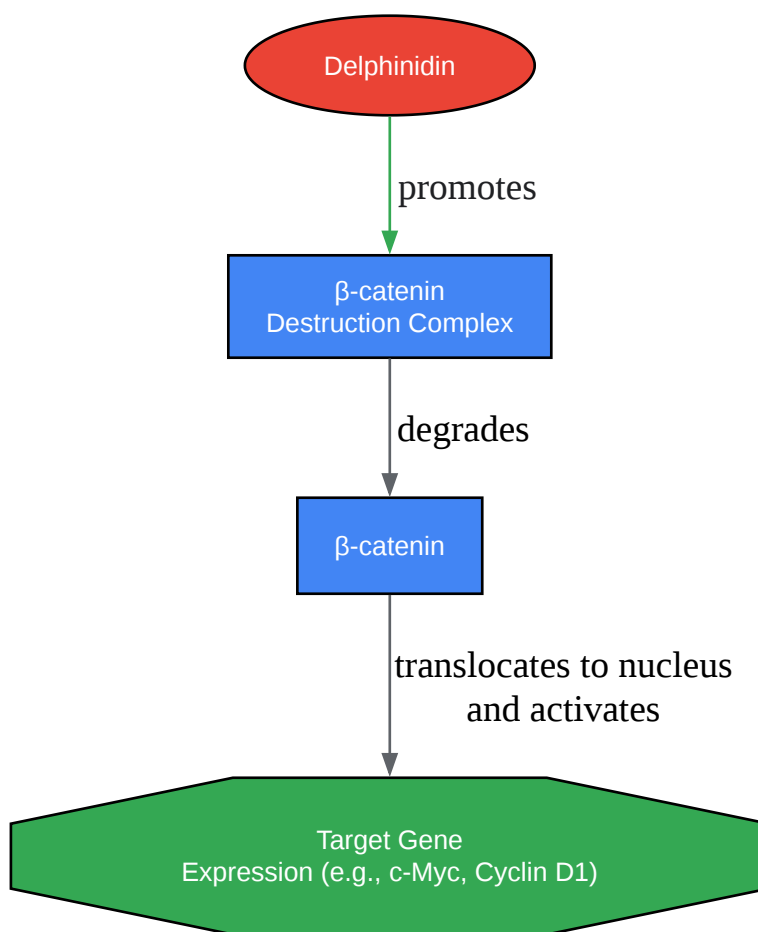 Delphinidin
promotes
β-catenin
Destruction Complex
degrades
β-catenin
translocates to nucleus
and activates
Target Gene
Expression (e.g., c-Myc, Cyclin D1)